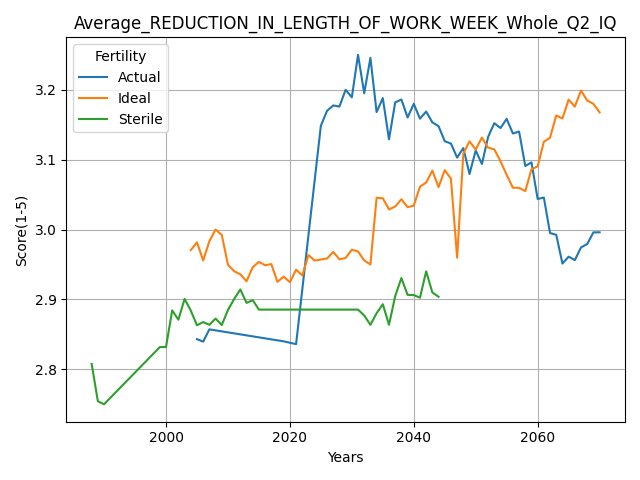 Average_REDUCTION_IN_LENGTH_OF_WORK_WEEK_Whole_Q2_IQ
Fertility
Actual
Ideal
Sterile
Score(1-5)
3.2
3.1
3.0
2.9
2.8
2000
2020
2040
2060
Years